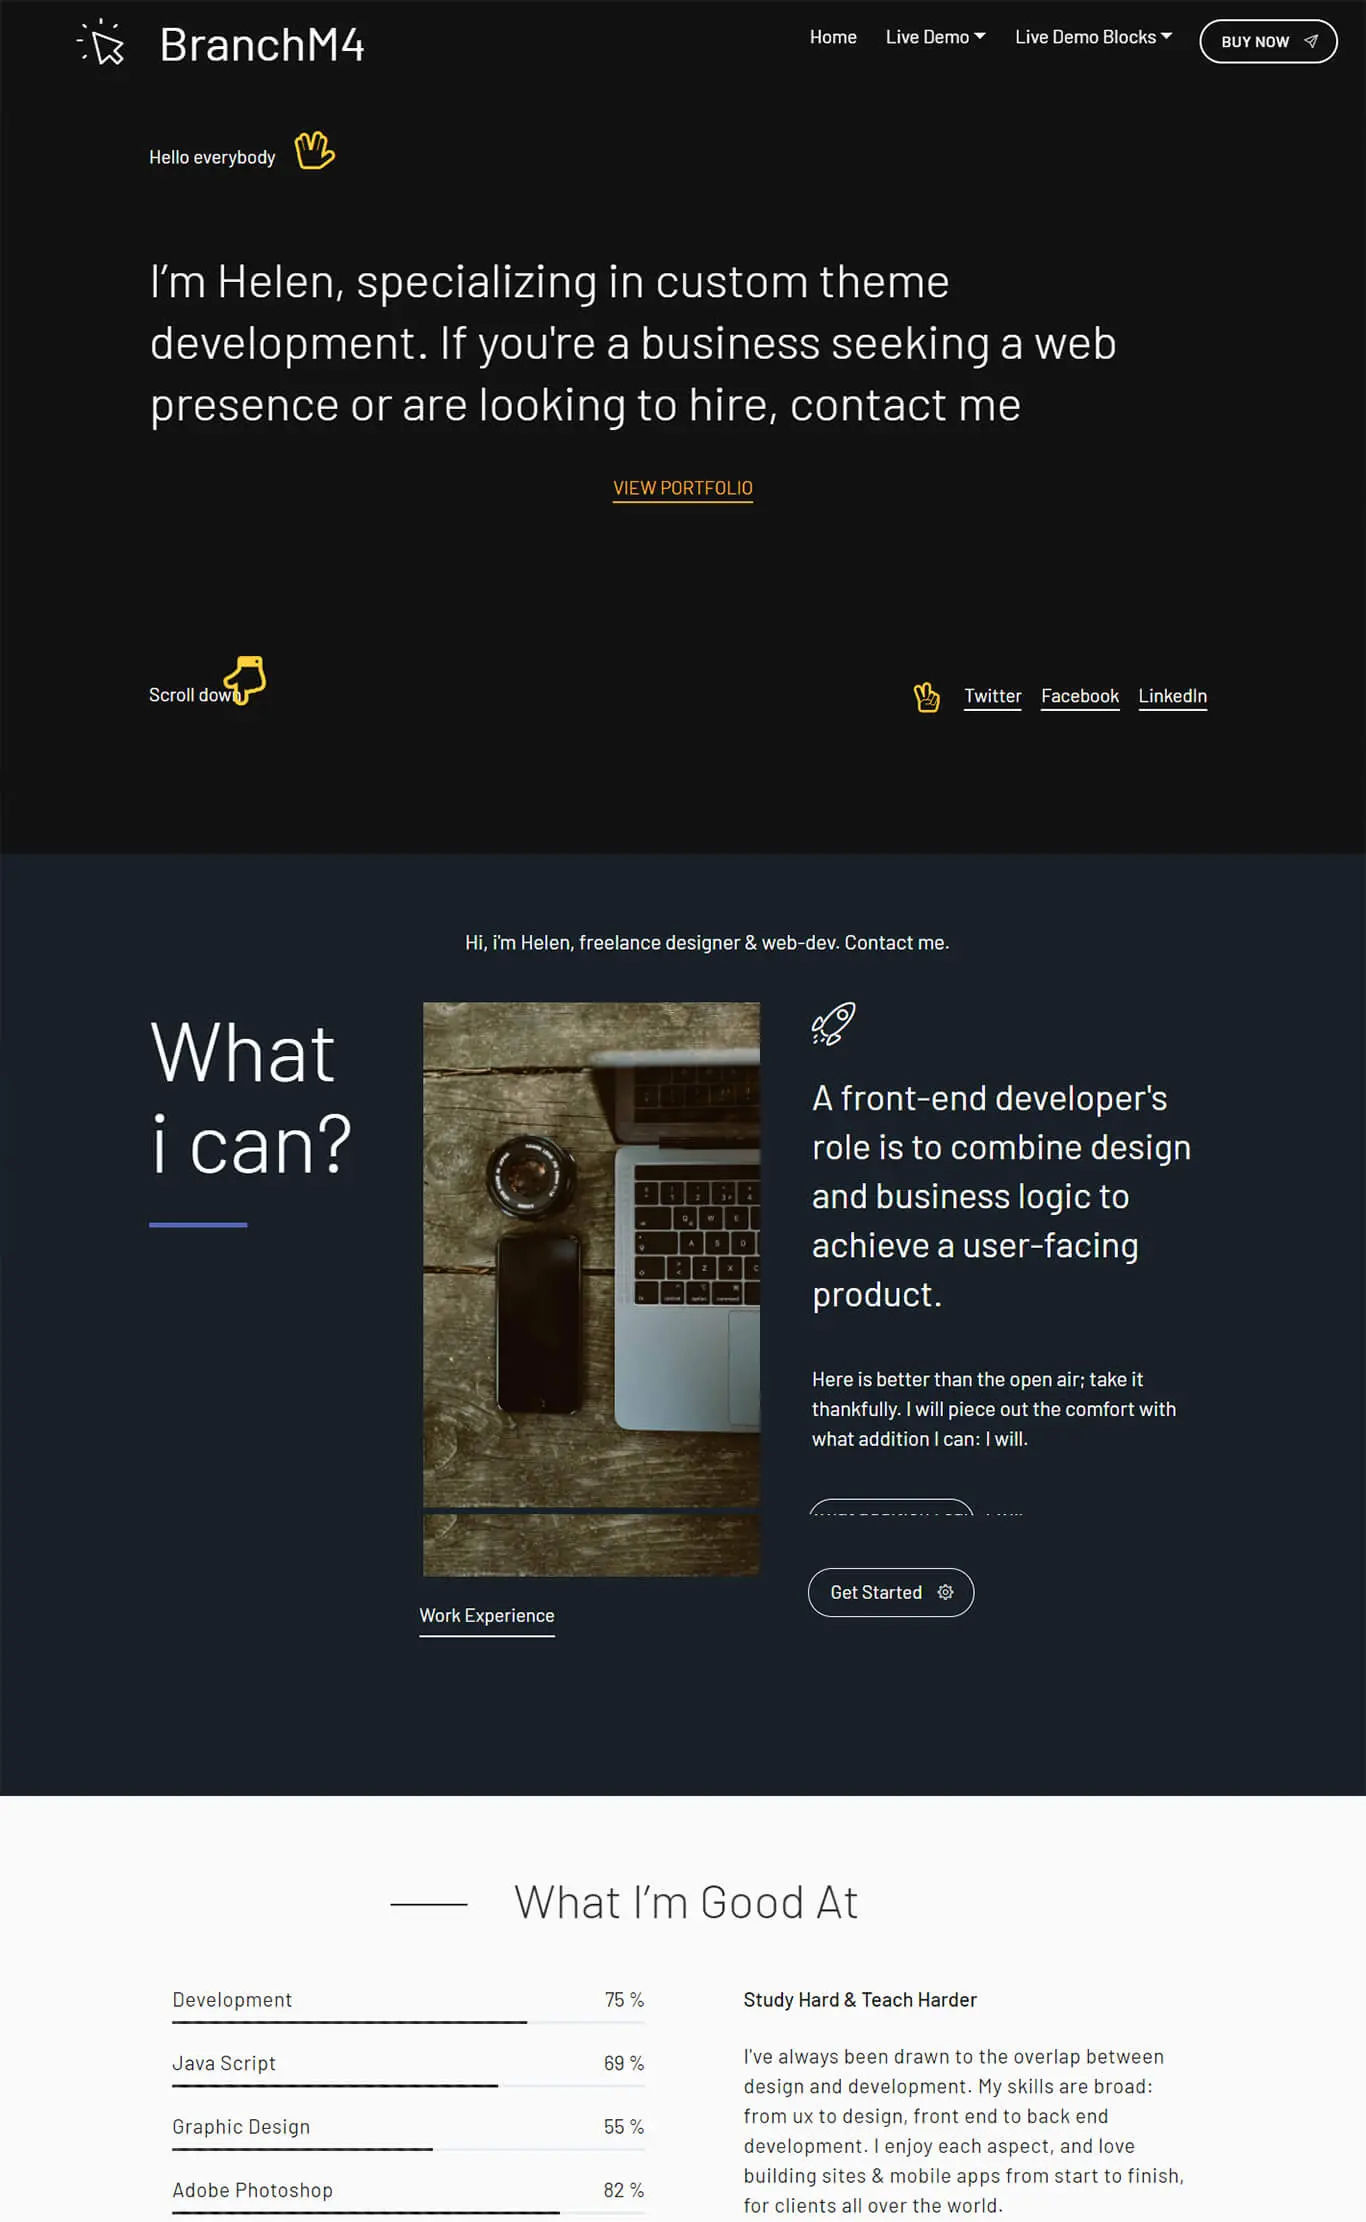 BranchM4
Home
Live Demo
Live Demo Blocks
BUY NOW
Hello everybody
I'm Helen, specializing in custom theme
development. If you're a business seeking a web
presence or are looking to hire, contact me
VIEW PORTFOLIO
Scroll down
Twitter
Facebook
LinkedIn
Hi, i'm Helen, freelance designer & web-dev. Contact me.
What
i can?
A front-end developer's
role is to combine design
and business logic to
achieve a user-facing
product.
Here is better than the open air; take it
thankfully. I will piece out the comfort with
what addition I can: I will.
Get Started
Work Experience
What I'm Good At
Development
75 %
Java Script
69 %
Graphic Design
55 %
Adobe Photoshop
82 %
Study Hard & Teach Harder
I've always been drawn to the overlap between
design and development. My skills are broad:
from ux to design, front end to back end
development. I enjoy each aspect, and love
building sites & mobile apps from start to finish,
for clients all over the world.